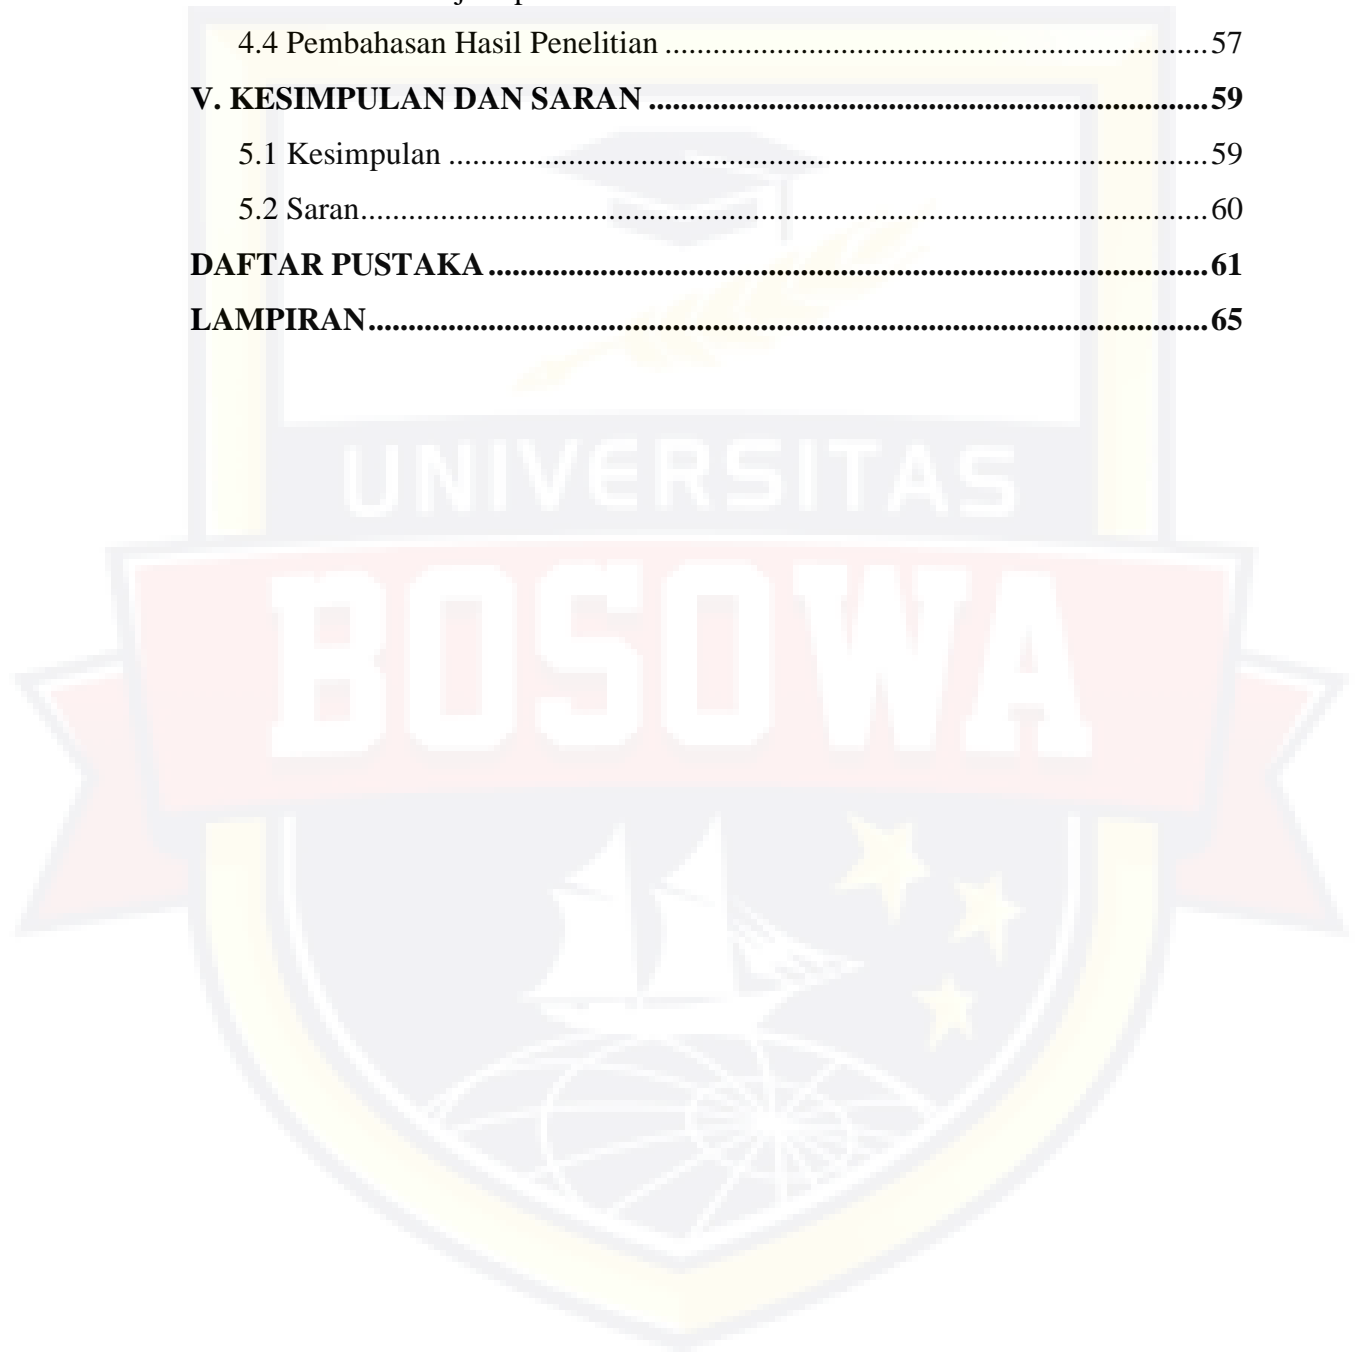 4.4 Pembahasan Hasil Penelitian ..................................................................... 57
V. KESIMPULAN DAN SARAN ...................................................................... 59
5.1 Kesimpulan ................................................................................................ 59
5.2 Saran........................................................................................................... 60
DAFTAR PUSTAKA ........................................................................................... 61
LAMPIRAN.......................................................................................................... 65
UNIVERSITAS
BOSOWA